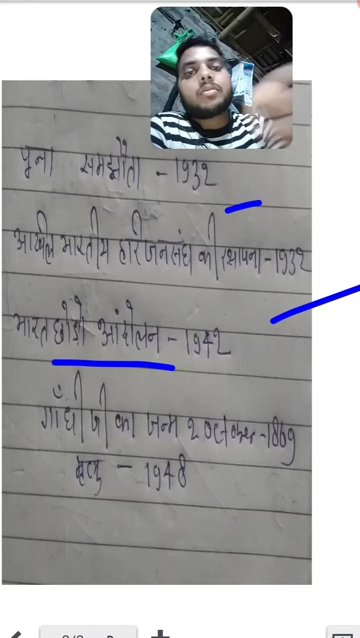 पूना समझौता - 1932
अखिल भारतीय हरिजन संघ की स्थापना - 1932
भारत छोड़ो आंदोलन - 1942
गाँधी जी का जन्म 2 अक्टूबर - 1869
मृत्यु - 1948